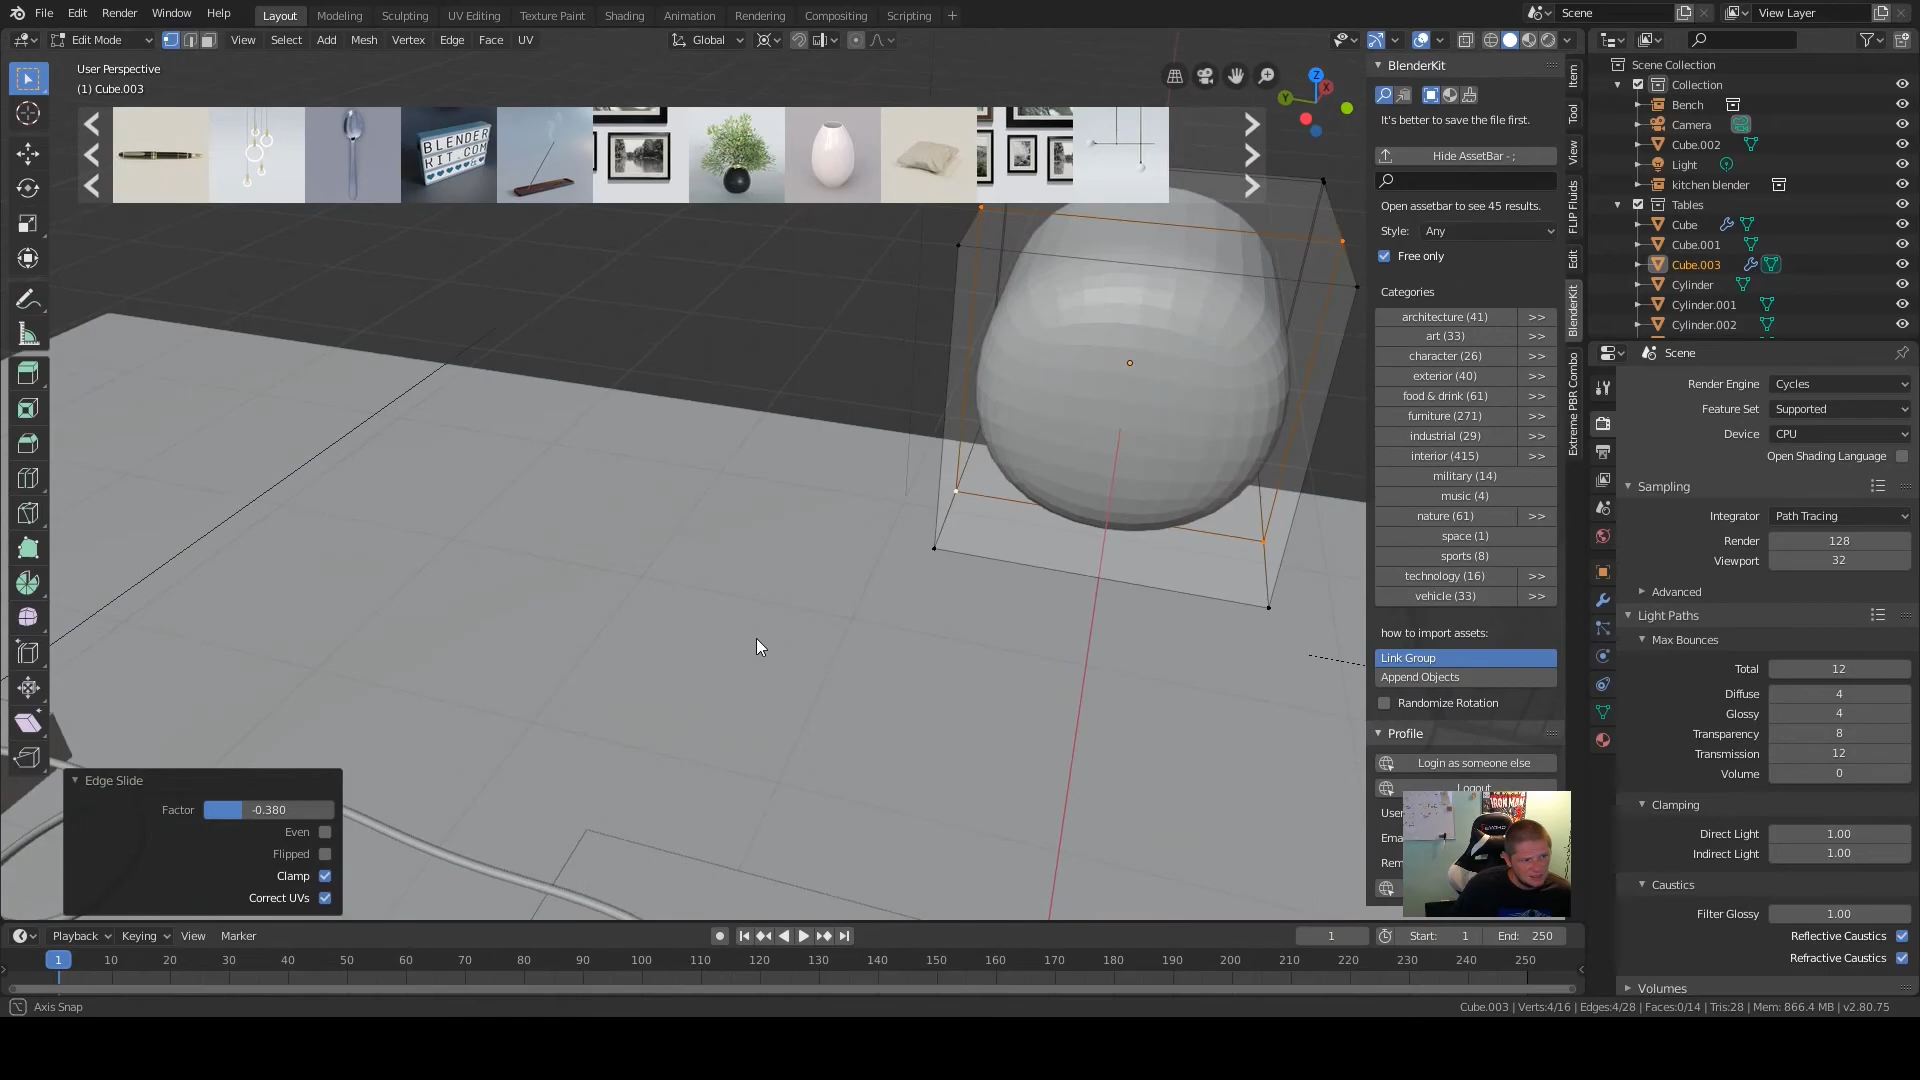 File Edit Render Window Help
Layout Modeling Sculpting UV Editing Texture Paint Shading Animation Rendering Compositing Scripting +
Scene
View Layer
Edit Mode
View Select Add Mesh Vertex Edge Face UV
Global
User Perspective
(1) Cube.003
BLENDER
KIT.COM
Z
X
Y
Item
Tool
View
FLIP Fluids
Edit
BlenderKit
Extreme PBR Combo
BlenderKit
It's better to save the file first.
Hide AssetBar - ;
Open assetbar to see 45 results.
Style: Any
Free only
Categories
architecture (41) >>
art (33) >>
character (26) >>
exterior (40) >>
food & drink (61) >>
furniture (271) >>
industrial (29) >>
interior (415) >>
military (14)
music (4)
nature (61) >>
space (1)
sports (8)
technology (16) >>
vehicle (33) >>
how to import assets:
Link Group
Append Objects
Randomize Rotation
Profile
Login as someone else
Logout
IRON MAN
Scene Collection
Collection
Bench
Camera
Cube.002
Light
kitchen blender
Tables
Cube
Cube.001
Cube.003
Cylinder
Cylinder.001
Cylinder.002
Scene
Render Engine Cycles
Feature Set Supported
Device CPU
Open Shading Language
Sampling
Integrator Path Tracing
Render 128
Viewport 32
Advanced
Light Paths
Max Bounces
Total 12
Diffuse 4
Glossy 4
Transparency 8
Transmission 12
Volume 0
Clamping
Direct Light 1.00
Indirect Light 1.00
Caustics
Filter Glossy 1.00
Reflective Caustics
Refractive Caustics
Volumes
Edge Slide
Factor -0.380
Even
Flipped
Clamp
Correct UVs
Playback Keying View Marker
1
Start: 1 End: 250
1 10 20 30 40 50 60 70 80 90 100 110 120 130 140 150 160 170 180 190 200 210 220 230 240 250
Axis Snap
Cube.003 | Verts:4/16 | Edges:4/28 | Faces:0/14 | Tris:28 | Mem: 866.4 MB | v2.80.75